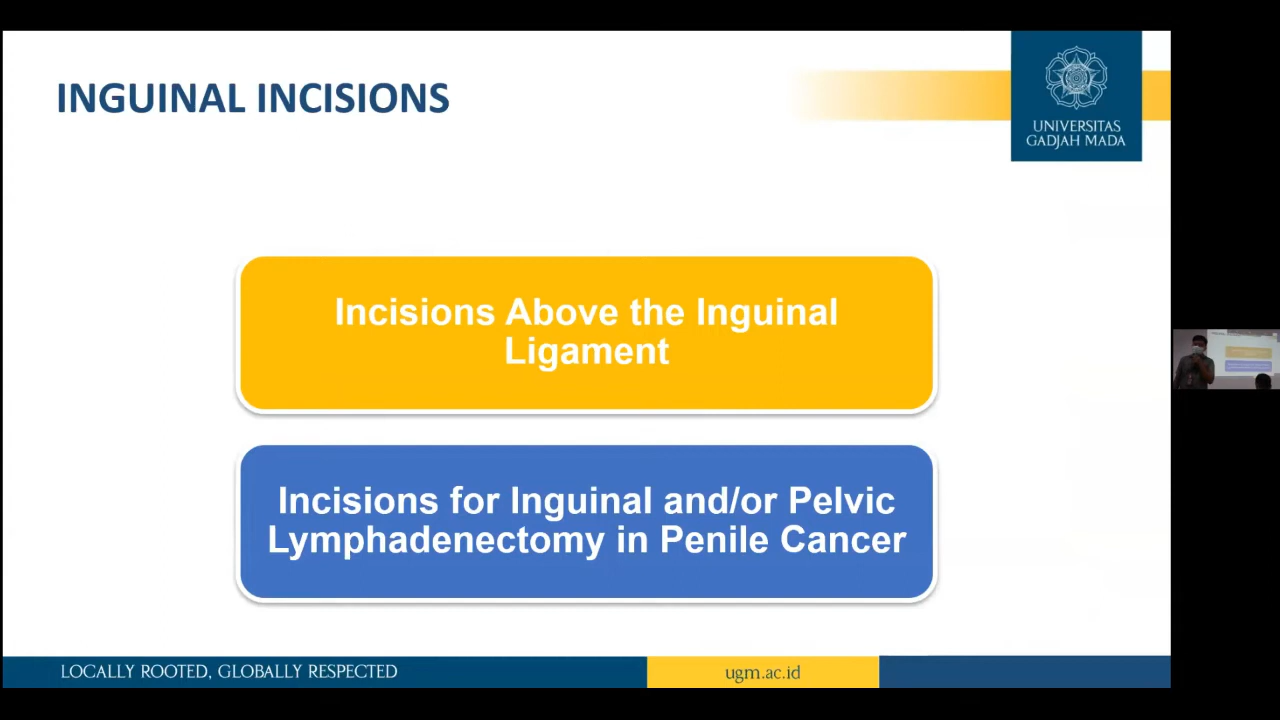 INGUINAL INCISIONS
UNIVERSITAS
GADJAH MADA
Incisions Above the Inguinal
Ligament
Incisions for Inguinal and/or Pelvic
Lymphadenectomy in Penile Cancer
LOCALLY ROOTED, GLOBALLY RESPECTED
ugm.ac.id